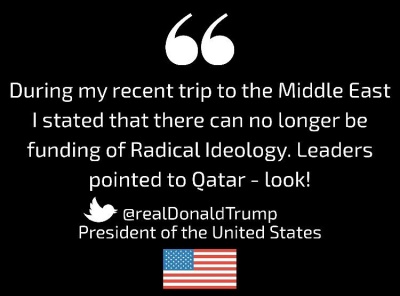 During my recent trip to the Middle East
I stated that there can no longer be
funding of Radical Ideology. Leaders
pointed to Qatar - look!
@realDonaldTrump
President of the United States